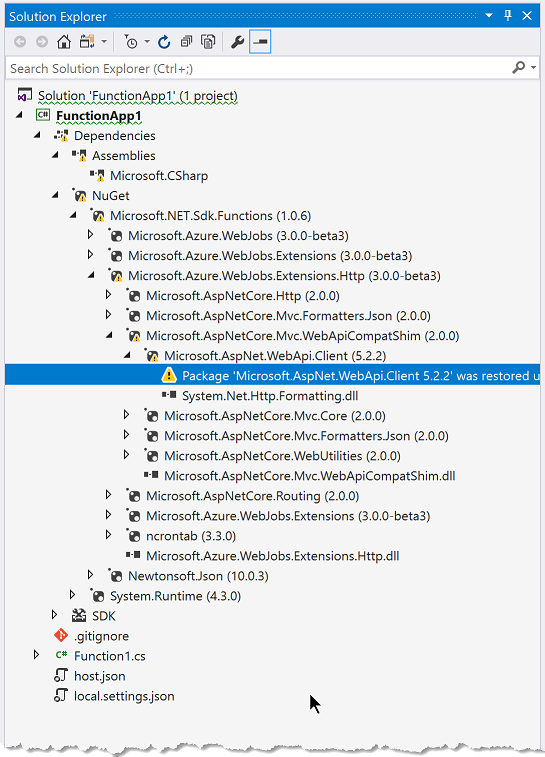 Solution Explorer
Search Solution Explorer (Ctrl+;)
Solution 'FunctionApp1' (1 project)
C# FunctionApp1
Dependencies
Assemblies
Microsoft.CSharp
NuGet
Microsoft.NET.Sdk.Functions (1.0.6)
Microsoft.Azure.WebJobs (3.0.0-beta3)
Microsoft.Azure.WebJobs.Extensions (3.0.0-beta3)
Microsoft.Azure.WebJobs.Extensions.Http (3.0.0-beta3)
Microsoft.AspNetCore.Http (2.0.0)
Microsoft.AspNetCore.Mvc.Formatters.Json (2.0.0)
Microsoft.AspNetCore.Mvc.WebApiCompatShim (2.0.0)
Microsoft.AspNet.WebApi.Client (5.2.2)
Package 'Microsoft.AspNet.WebApi.Client 5.2.2' was restored u
System.Net.Http.Formatting.dll
Microsoft.AspNetCore.Mvc.Core (2.0.0)
Microsoft.AspNetCore.Mvc.Formatters.Json (2.0.0)
Microsoft.AspNetCore.WebUtilities (2.0.0)
Microsoft.AspNetCore.Mvc.WebApiCompatShim.dll
Microsoft.AspNetCore.Routing (2.0.0)
Microsoft.Azure.WebJobs.Extensions (3.0.0-beta3)
ncrontab (3.3.0)
Microsoft.Azure.WebJobs.Extensions.Http.dll
Newtonsoft.Json (10.0.3)
System.Runtime (4.3.0)
SDK
.gitignore
C# Function1.cs
host.json
local.settings.json